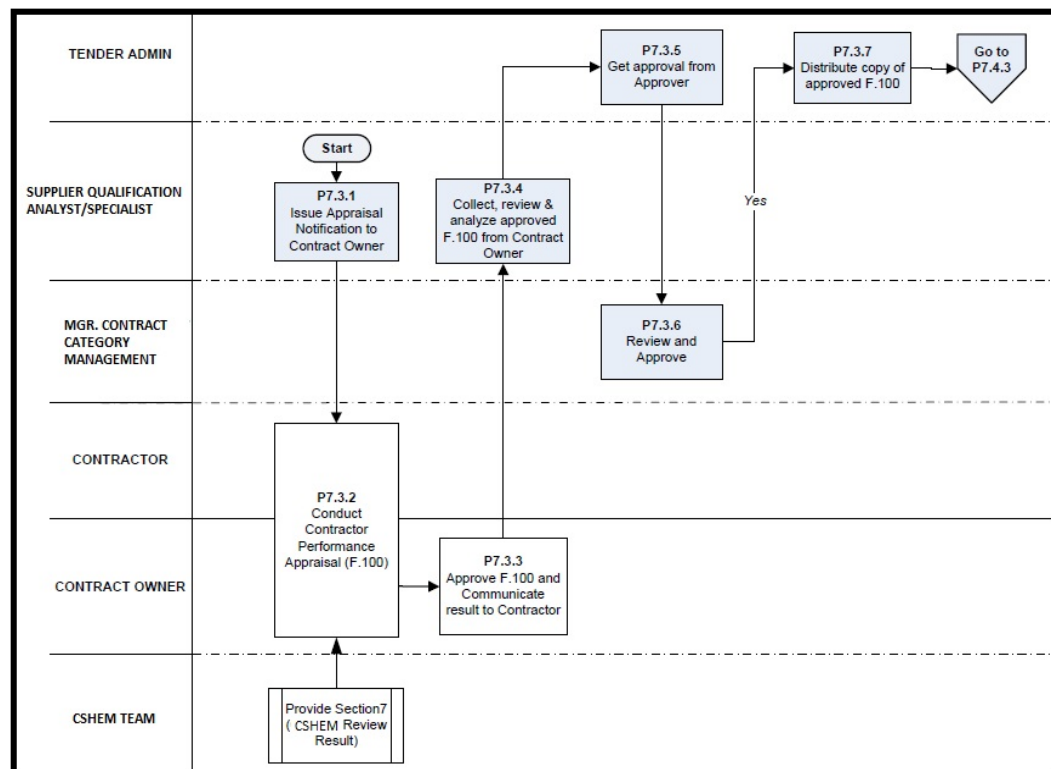 TENDER ADMIN
P7.3.5
Get approval from
Approver
P7.3.7
Distribute copy of
approved F.100
Go to
P7.4.3
SUPPLIER QUALIFICATION
ANALYST/SPECIALIST
Start
P7.3.1
Issue Appraisal
Notification to
Contract Owner
P7.3.4
Collect, review &
analyze approved
F.100 from Contract
Owner
Yes
MGR. CONTRACT
CATEGORY
MANAGEMENT
P7.3.6
Review and
Approve
CONTRACTOR
P7.3.2
Conduct
Contractor
Performance
Appraisal (F.100)
CONTRACT OWNER
P7.3.3
Approve F.100 and
Communicate
result to Contractor
CSHEM TEAM
Provide Section7
( CSHEM Review
Result)